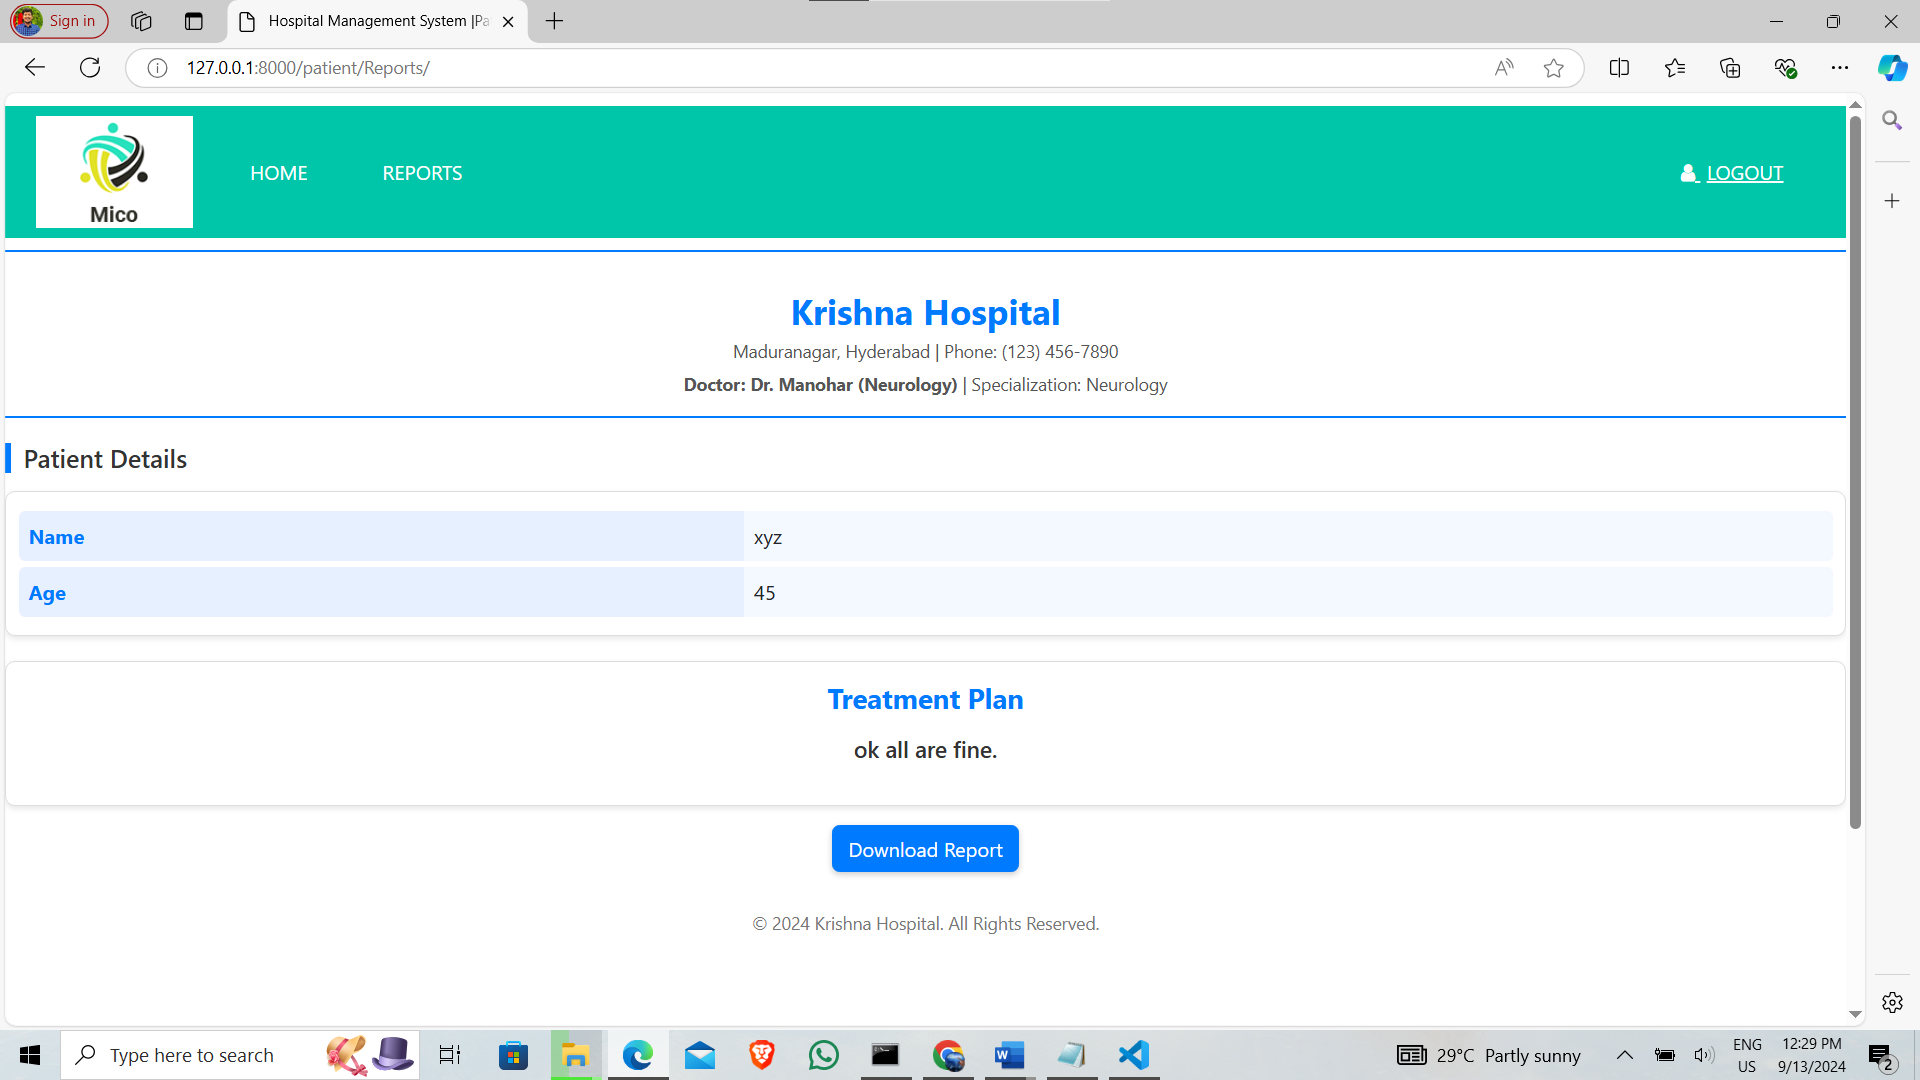 Sign in
Hospital Management System |Pa
127.0.0.1:8000/patient/Reports/
Mico
HOME
REPORTS
LOGOUT
Krishna Hospital
Maduranagar, Hyderabad | Phone: (123) 456-7890
Doctor: Dr. Manohar (Neurology) | Specialization: Neurology
Patient Details
Name xyz
Age 45
Treatment Plan
ok all are fine.
Download Report
© 2024 Krishna Hospital. All Rights Reserved.
Type here to search
29°C Partly sunny
ENG
US
12:29 PM
9/13/2024
2